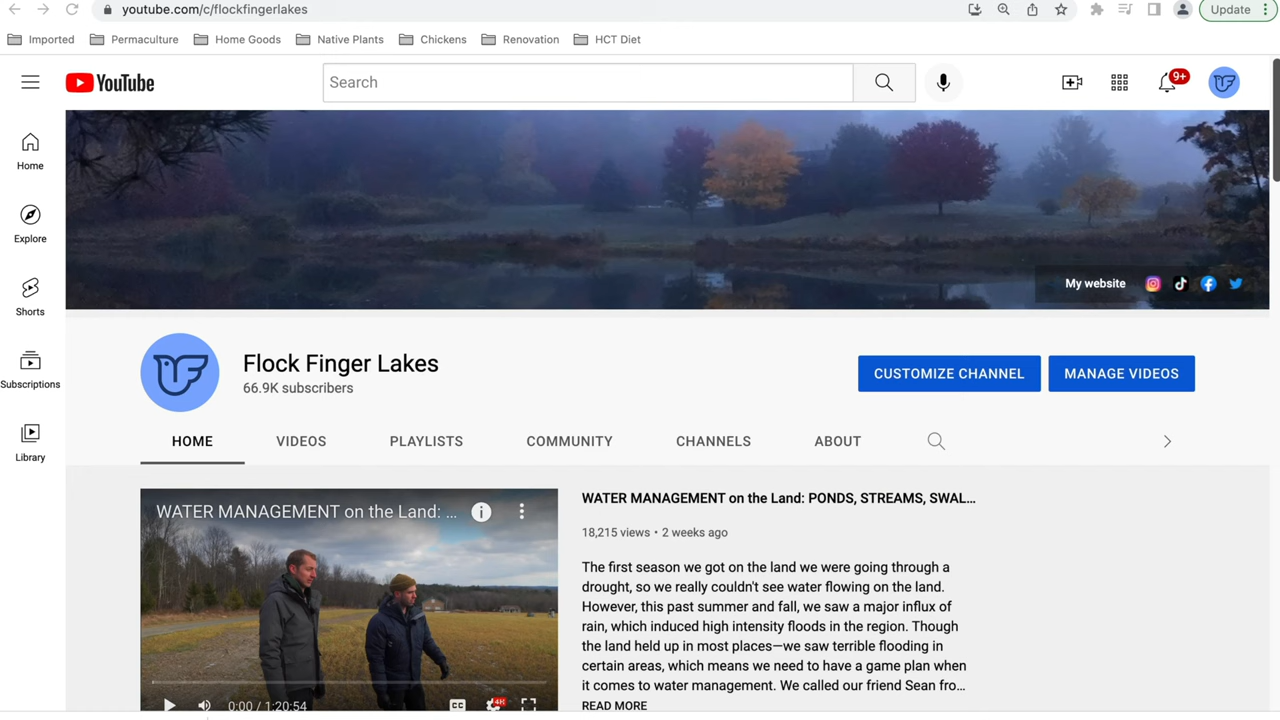 youtube.com/c/flockfingerlakes
Update
Imported
Permaculture
Home Goods
Native Plants
Chickens
Renovation
HCT Diet
YouTube
Search
9+
Home
Explore
Shorts
Subscriptions
Library
My website
Flock Finger Lakes
66.9K subscribers
CUSTOMIZE CHANNEL
MANAGE VIDEOS
HOME
VIDEOS
PLAYLISTS
COMMUNITY
CHANNELS
ABOUT
WATER MANAGEMENT on the Land: ...
0:00 / 1:20:54
CC
4K
WATER MANAGEMENT on the Land: PONDS, STREAMS, SWAL...
18,215 views • 2 weeks ago
The first season we got on the land we were going through a
drought, so we really couldn't see water flowing on the land.
However, this past summer and fall, we saw a major influx of
rain, which induced high intensity floods in the region. Though
the land held up in most places—we saw terrible flooding in
certain areas, which means we need to have a game plan when
it comes to water management. We called our friend Sean fro...
READ MORE